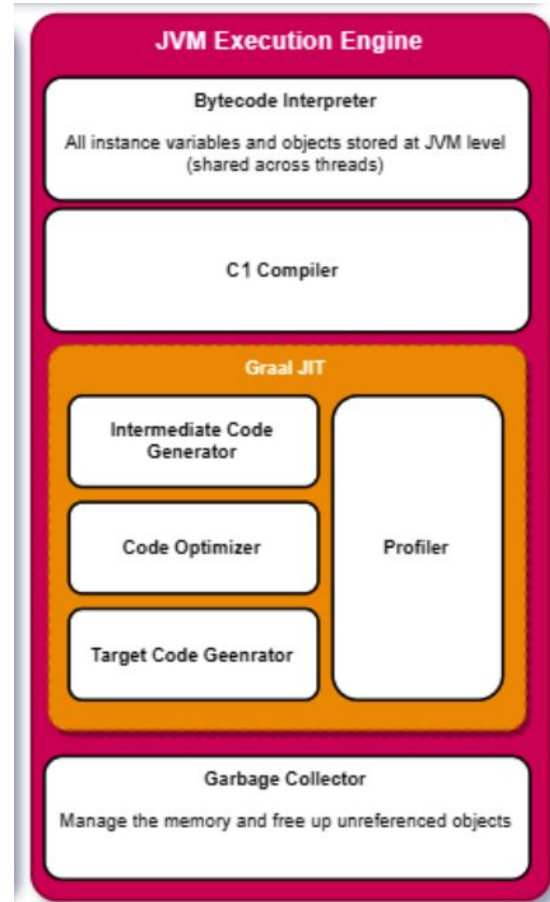 JVM Execution Engine
Bytecode Interpreter
All instance variables and objects stored at JVM level
(shared across threads)
C1 Compiler
Graal JIT
Intermediate Code
Generator
Code Optimizer
Target Code Geenrator
Profiler
Garbage Collector
Manage the memory and free up unreferenced objects